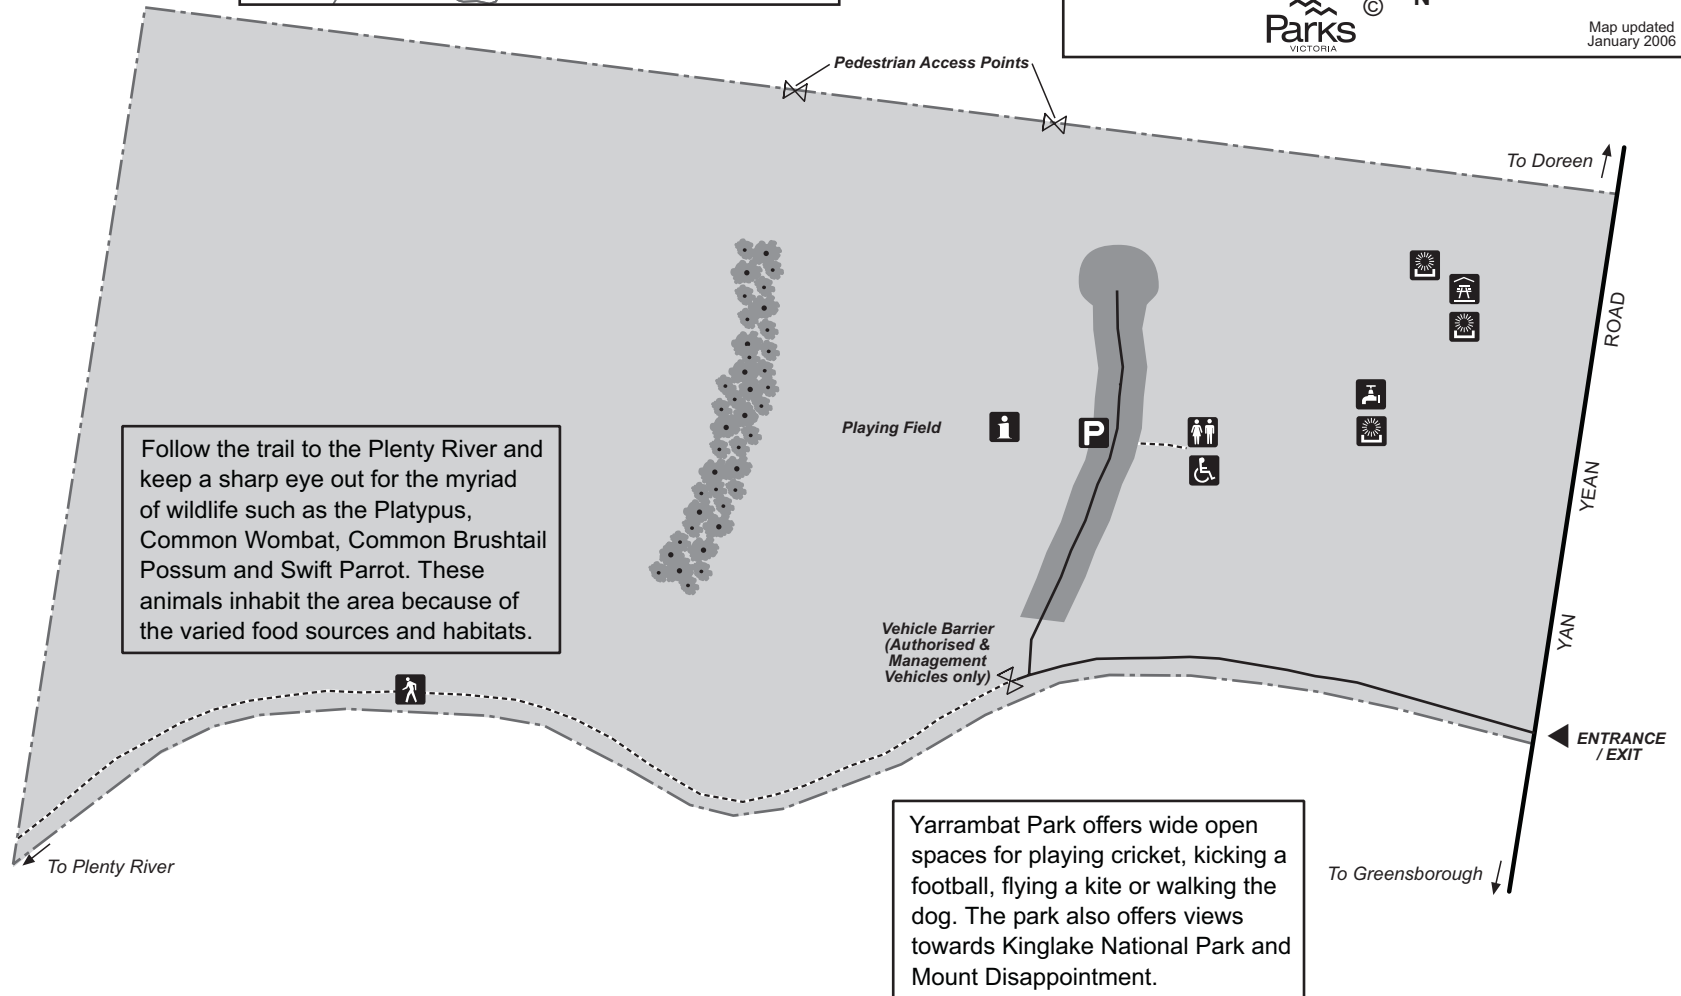 Parks
VICTORIA
©
N
Map updated
January 2006
Pedestrian Access Points
To Doreen
ROAD
YEAN
YAN
Playing Field
i
P
Follow the trail to the Plenty River and
keep a sharp eye out for the myriad
of wildlife such as the Platypus,
Common Wombat, Common Brushtail
Possum and Swift Parrot. These
animals inhabit the area because of
the varied food sources and habitats.
Vehicle Barrier
(Authorised &
Management
Vehicles only)
ENTRANCE
/ EXIT
To Plenty River
Yarrambat Park offers wide open
spaces for playing cricket, kicking a
football, flying a kite or walking the
dog. The park also offers views
towards Kinglake National Park and
Mount Disappointment.
To Greensborough